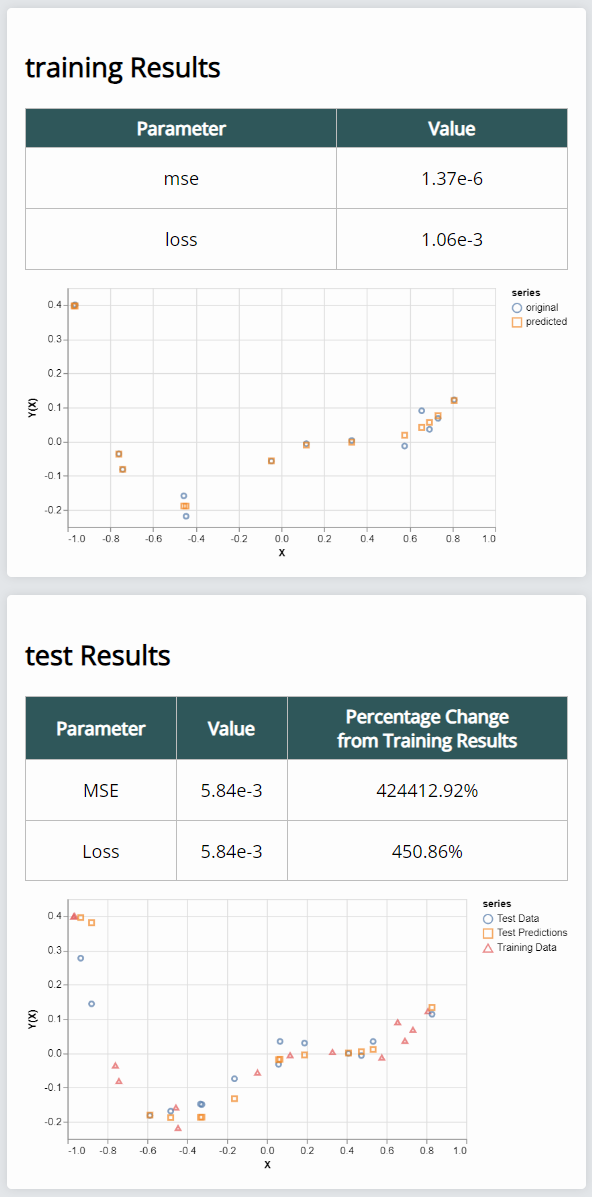 training Results
Parameter Value
mse 1.37e-6
loss 1.06e-3
series
original
predicted
0.4
0.3
0.2
0.1
0.0
-0.1
-0.2
Y(X)
-1.0 -0.8 -0.6 -0.4 -0.2 0.0 0.2 0.4 0.6 0.8 1.0
X
test Results
Parameter Value Percentage Change
from Training Results
MSE 5.84e-3 424412.92%
Loss 5.84e-3 450.86%
series
Test Data
Test Predictions
Training Data
0.4
0.3
0.2
0.1
0.0
-0.1
-0.2
Y(X)
-1.0 -0.8 -0.6 -0.4 -0.2 0.0 0.2 0.4 0.6 0.8 1.0
X